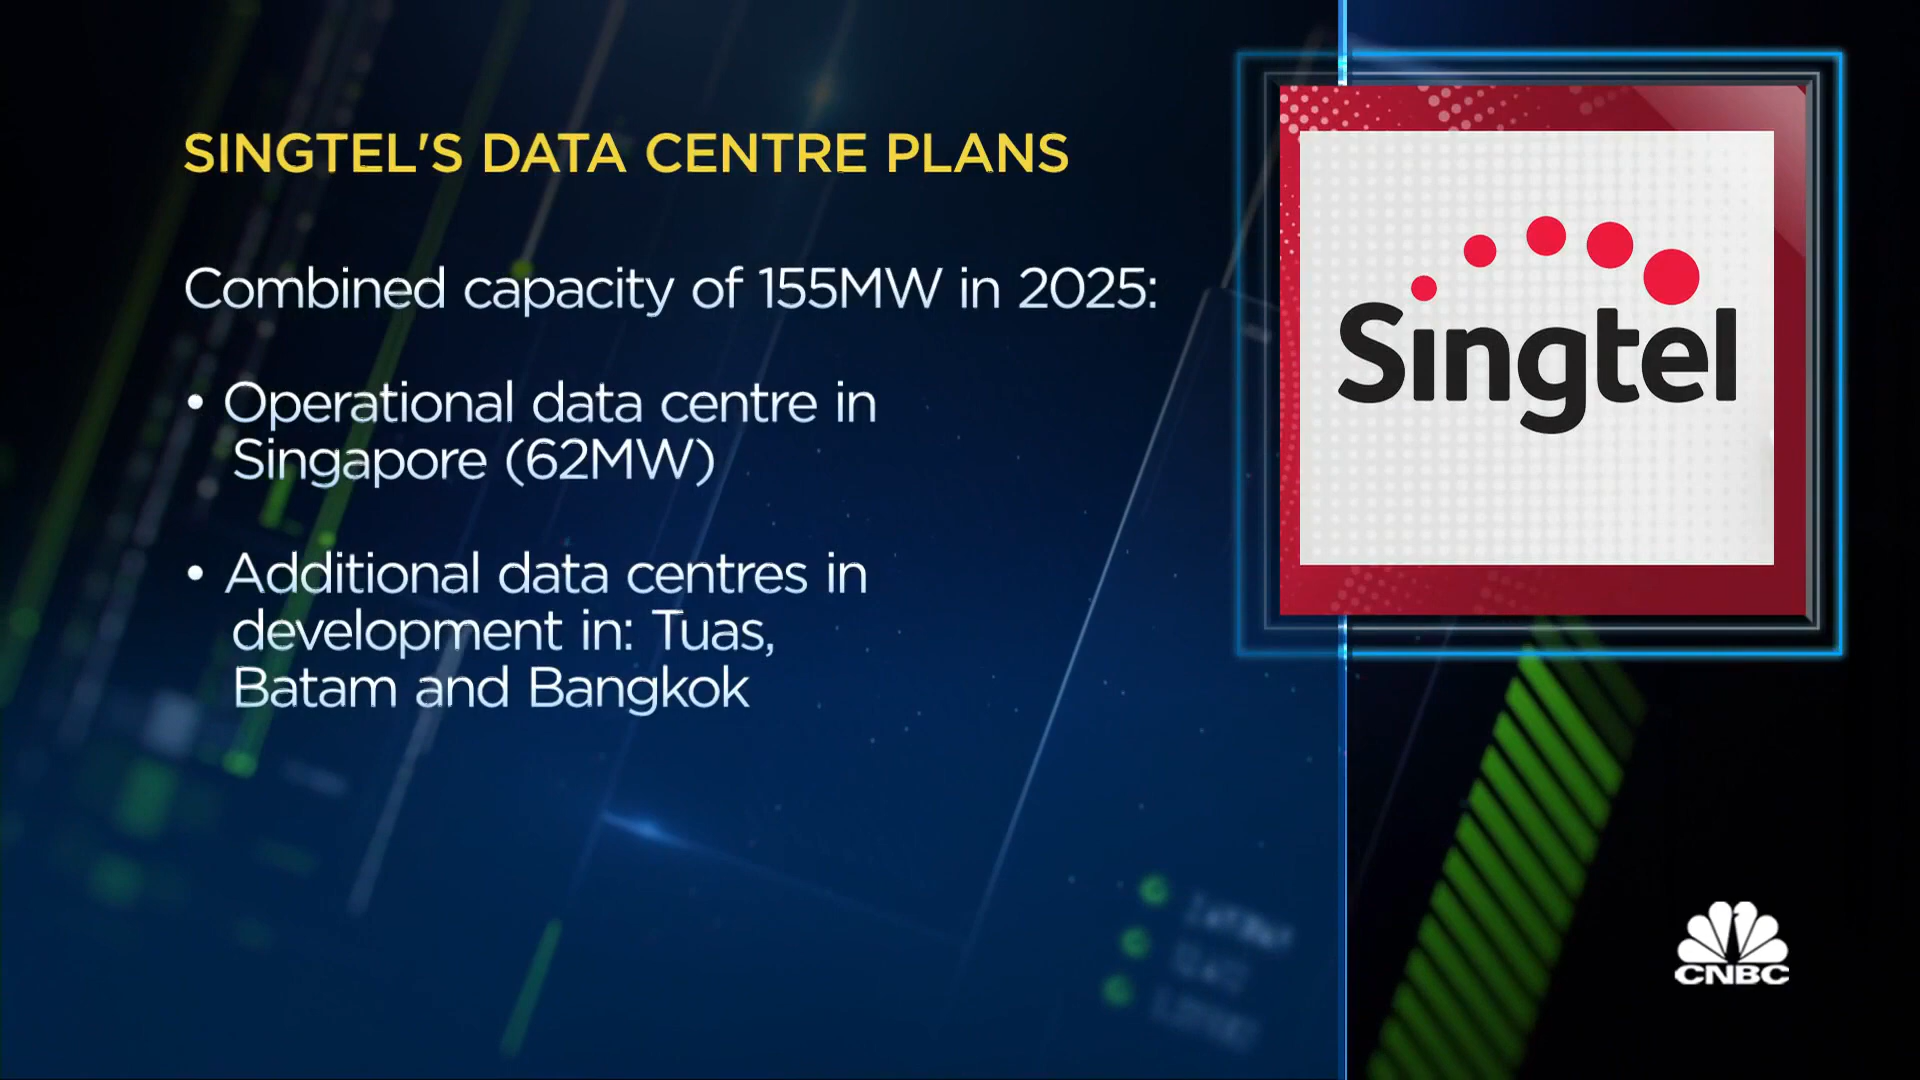 SINGTEL'S DATA CENTRE PLANS
Combined capacity of 155MW in 2025:
• Operational data centre in
Singapore (62MW)
• Additional data centres in
development in: Tuas,
Batam and Bangkok
Singtel
CNBC